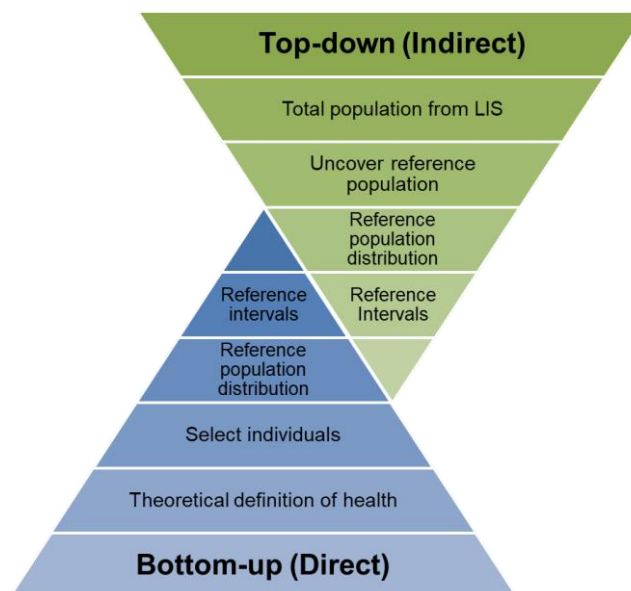 Top-down (Indirect)
Total population from LIS
Uncover reference
population
Reference
population
distribution
Reference
Intervals
Reference
intervals
Reference
population
distribution
Select individuals
Theoretical definition of health
Bottom-up (Direct)